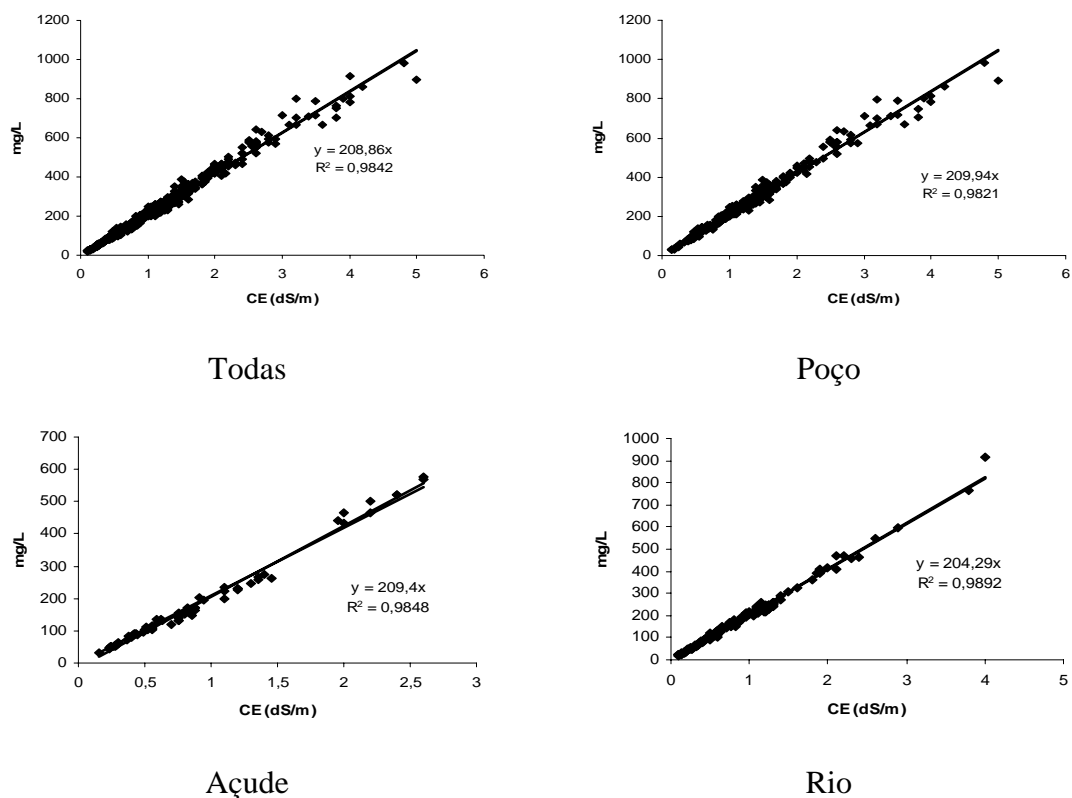 1200
1000
800
600
400
200
0
mg/L
y = 208,86x
R² = 0,9842
0 1 2 3 4 5 6
CE (dS/m)
Todas
1200
1000
800
600
400
200
0
mg/L
y = 209,94x
R² = 0,9821
0 1 2 3 4 5 6
CE (dS/m)
Poço
700
600
500
400
300
200
100
0
mg/L
y = 209,4x
R² = 0,9848
0 0,5 1 1,5 2 2,5 3
CE (dS/m)
Açude
1000
900
800
700
600
500
400
300
200
100
0
mg/L
y = 204,29x
R² = 0,9892
0 1 2 3 4 5
CE (dS/m)
Rio